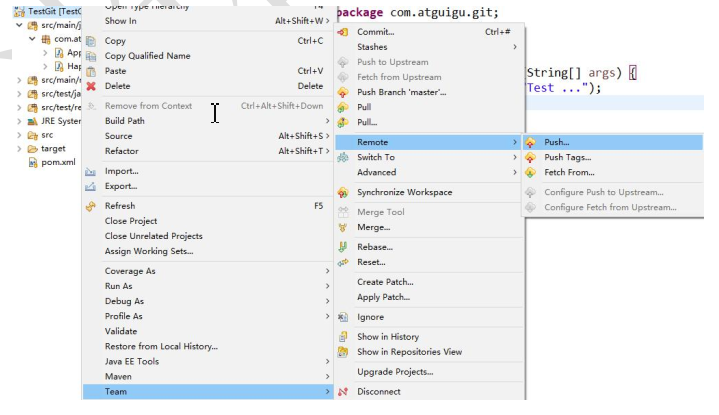 TestGit [TestG
src/main/j
com.at
App
Hap
src/main/r
src/test/ja
src/test/re
JRE System
src
target
pom.xml
Open Type Hierarchy F4
Show In Alt+Shift+W >
Copy Ctrl+C
Copy Qualified Name
Paste Ctrl+V
Delete Delete
Remove from Context Ctrl+Alt+Shift+Down
Build Path >
Source Alt+Shift+S >
Refactor Alt+Shift+T >
Import...
Export...
Refresh F5
Close Project
Close Unrelated Projects
Assign Working Sets...
Coverage As >
Run As >
Debug As >
Profile As >
Validate
Restore from Local History...
Java EE Tools >
Maven >
Team >
package com.atguigu.git;
String[] args) {
Test ...");
Commit... Ctrl+#
Stashes >
Push to Upstream
Fetch from Upstream
Push Branch 'master'...
Pull
Pull...
Remote >
Switch To >
Advanced >
Synchronize Workspace
Merge Tool
Merge...
Rebase...
Reset...
Create Patch...
Apply Patch...
Ignore
Show in History
Show in Repositories View
Upgrade Projects...
Disconnect
Push...
Push Tags...
Fetch From...
Configure Push to Upstream...
Configure Fetch from Upstream...